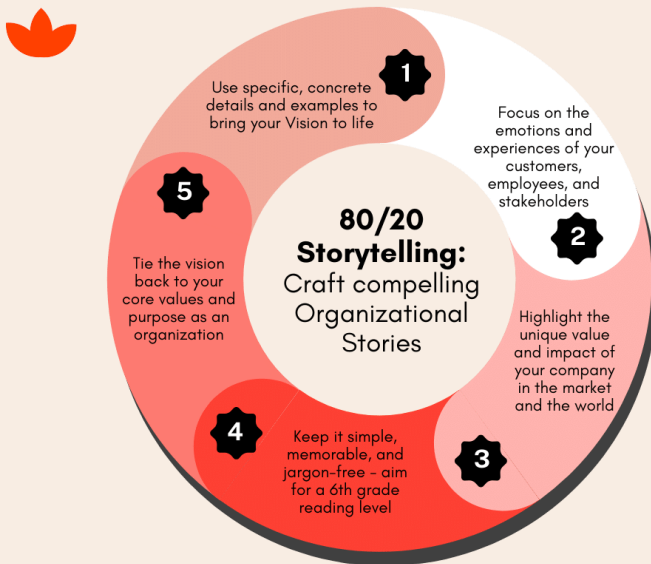 80/20
Storytelling:
Craft compelling
Organizational
Stories
1
Use specific, concrete
details and examples to
bring your Vision to life
2
Focus on the
emotions and
experiences of your
customers,
employees, and
stakeholders
3
Highlight the
unique value
and impact of
your company
in the market
and the world
4
Keep it simple,
memorable, and
jargon-free - aim
for a 6th grade
reading level
5
Tie the vision
back to your
core values and
purpose as an
organization